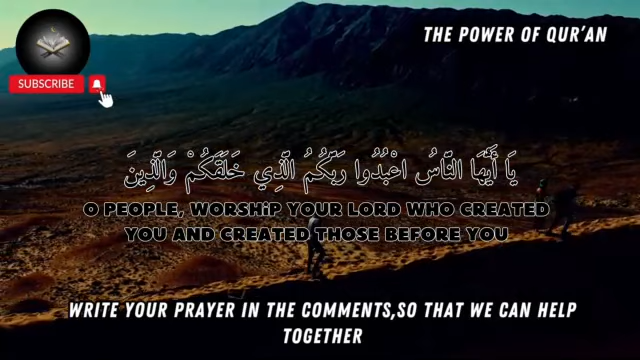 THE POWER OF QUR'AN
SUBSCRIBE
يَا أَيُّهَا النَّاسُ اعْبُدُوا رَبَّكُمُ الَّذِي خَلَقَكُمْ وَالَّذِينَ
O PEOPLE, WORSHiP YOUR LORD WHO CREATED
YOU AND CREATED THOSE BEFORE YOU
WRITE YOUR PRAYER IN THE COMMENTS,SO THAT WE CAN HELP
TOGETHER